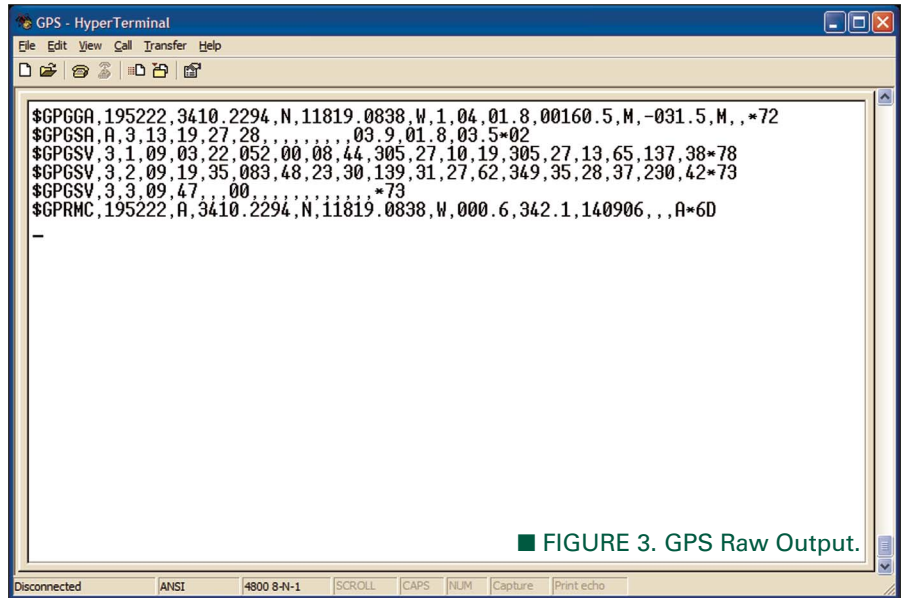 GPS - HyperTerminal
File Edit View Call Transfer Help
$GPGGA,195222,3410.2294,N,11819.0838,W,1,04,01.8,00160.5,M,-031.5,M,,*72
$GPGSA,A,3,13,19,27,28,,,,,,,,,03.9,01.8,03.5*02
$GPGSV,3,1,09,03,22,052,00,08,44,305,27,10,19,305,27,13,65,137,38*78
$GPGSV,3,2,09,19,35,083,48,23,30,139,31,27,62,349,35,28,37,230,42*73
$GPGSV,3,3,09,47,,,00,,,,,,,,,,,,*73
$GPRMC,195222,A,3410.2294,N,11819.0838,W,000.6,342.1,140906,,,A*6D
_
■ FIGURE 3. GPS Raw Output.
Disconnected ANSI 4800 8-N-1 SCROLL CAPS NUM Capture Print echo